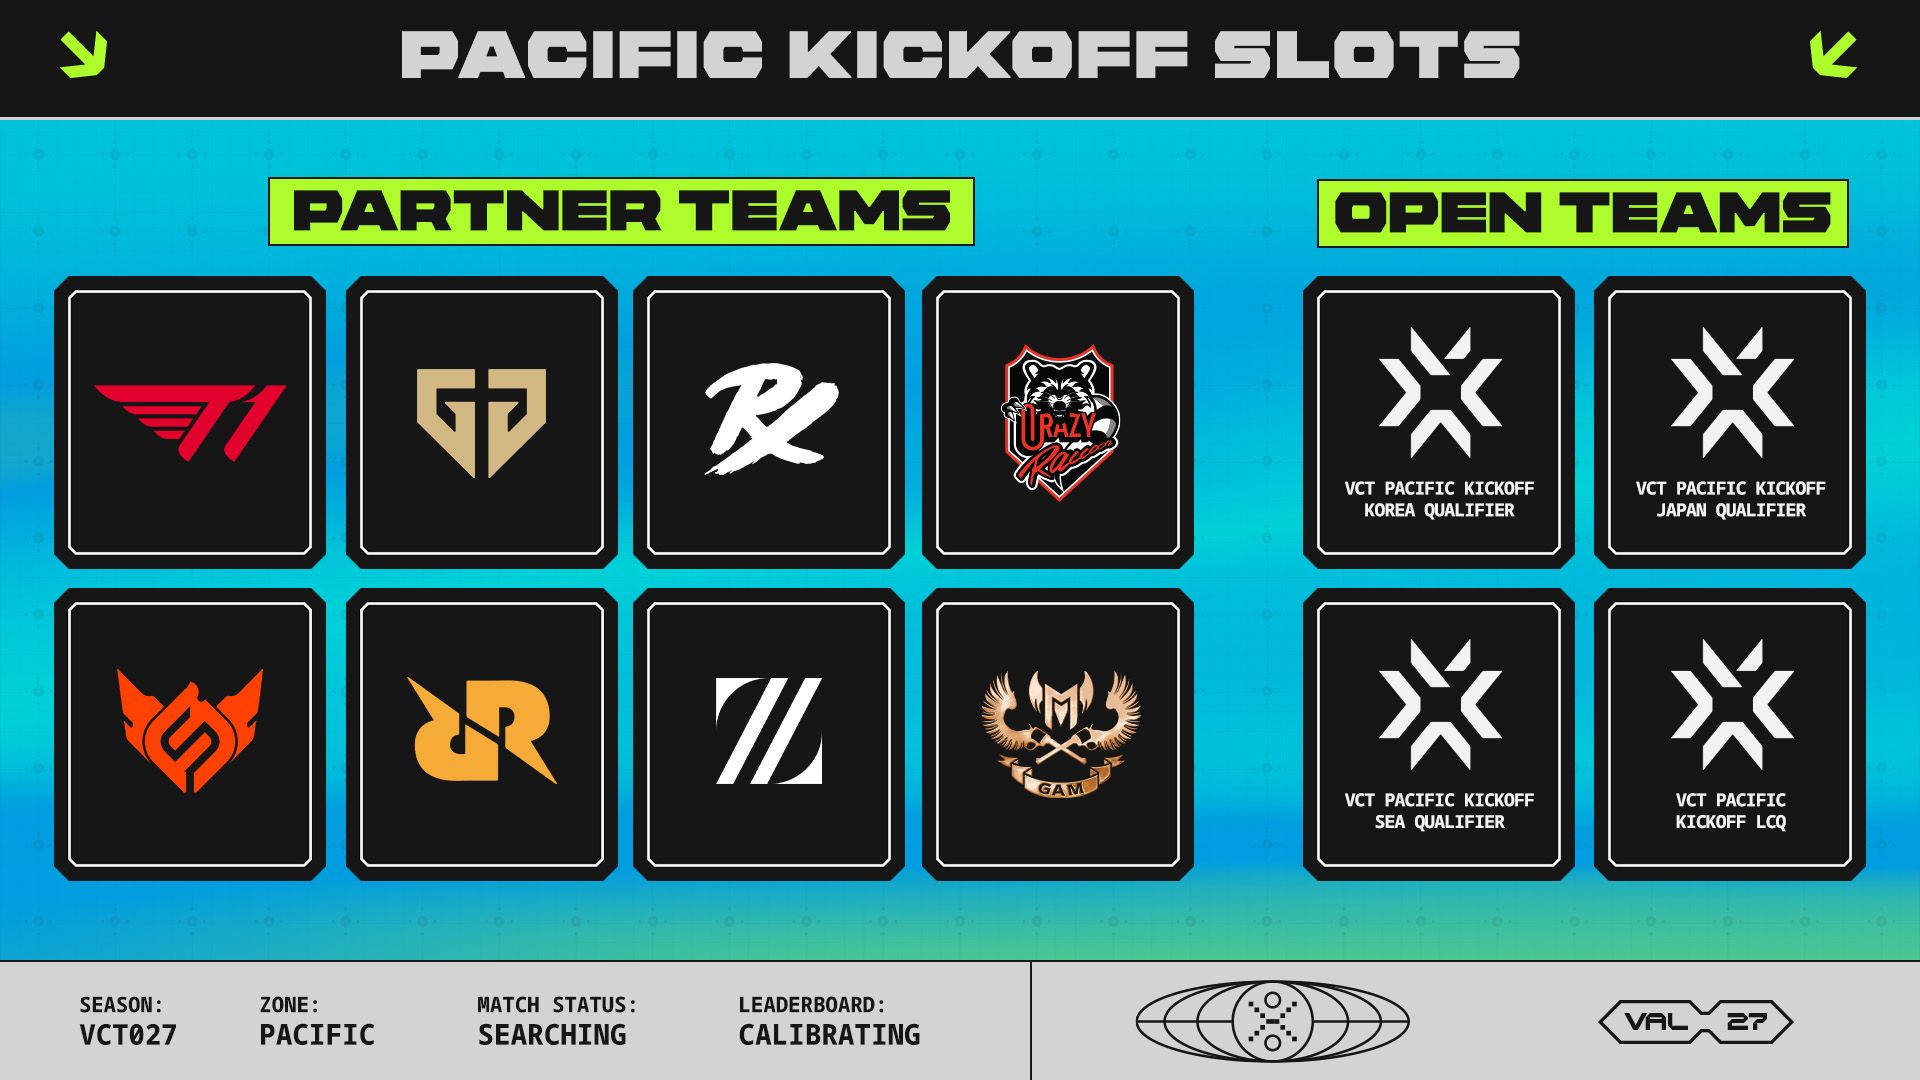 PACIFIC KICKOFF SLOTS
PARTNER TEAMS
OPEN TEAMS
T1
CRAZY
Raccoon
VCT PACIFIC KICKOFF
KOREA QUALIFIER
VCT PACIFIC KICKOFF
JAPAN QUALIFIER
GAM
VCT PACIFIC KICKOFF
SEA QUALIFIER
VCT PACIFIC
KICKOFF LCQ
SEASON:
VCT027
ZONE:
PACIFIC
MATCH STATUS:
SEARCHING
LEADERBOARD:
CALIBRATING
VAL 27